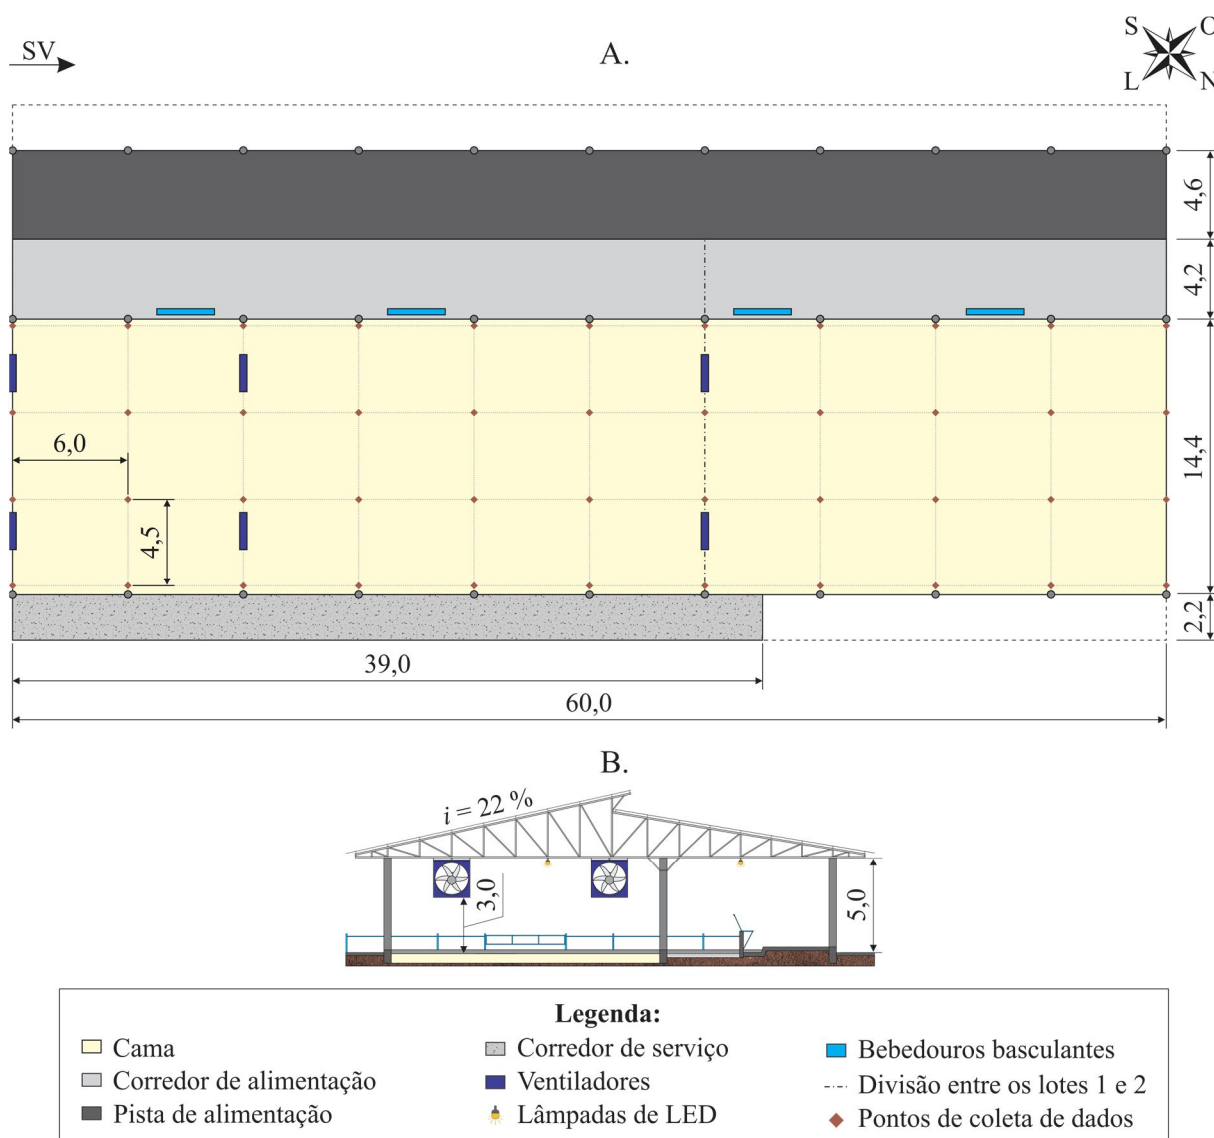 SV
A.
S O
L N
4,6
4,2
14,4
2,2
6,0
4,5
39,0
60,0
B.
i = 22 %
3,0
5,0
Legenda:
Cama
Corredor de serviço
Bebedouros basculantes
Corredor de alimentação
Ventiladores
Divisão entre os lotes 1 e 2
Pista de alimentação
Lâmpadas de LED
Pontos de coleta de dados